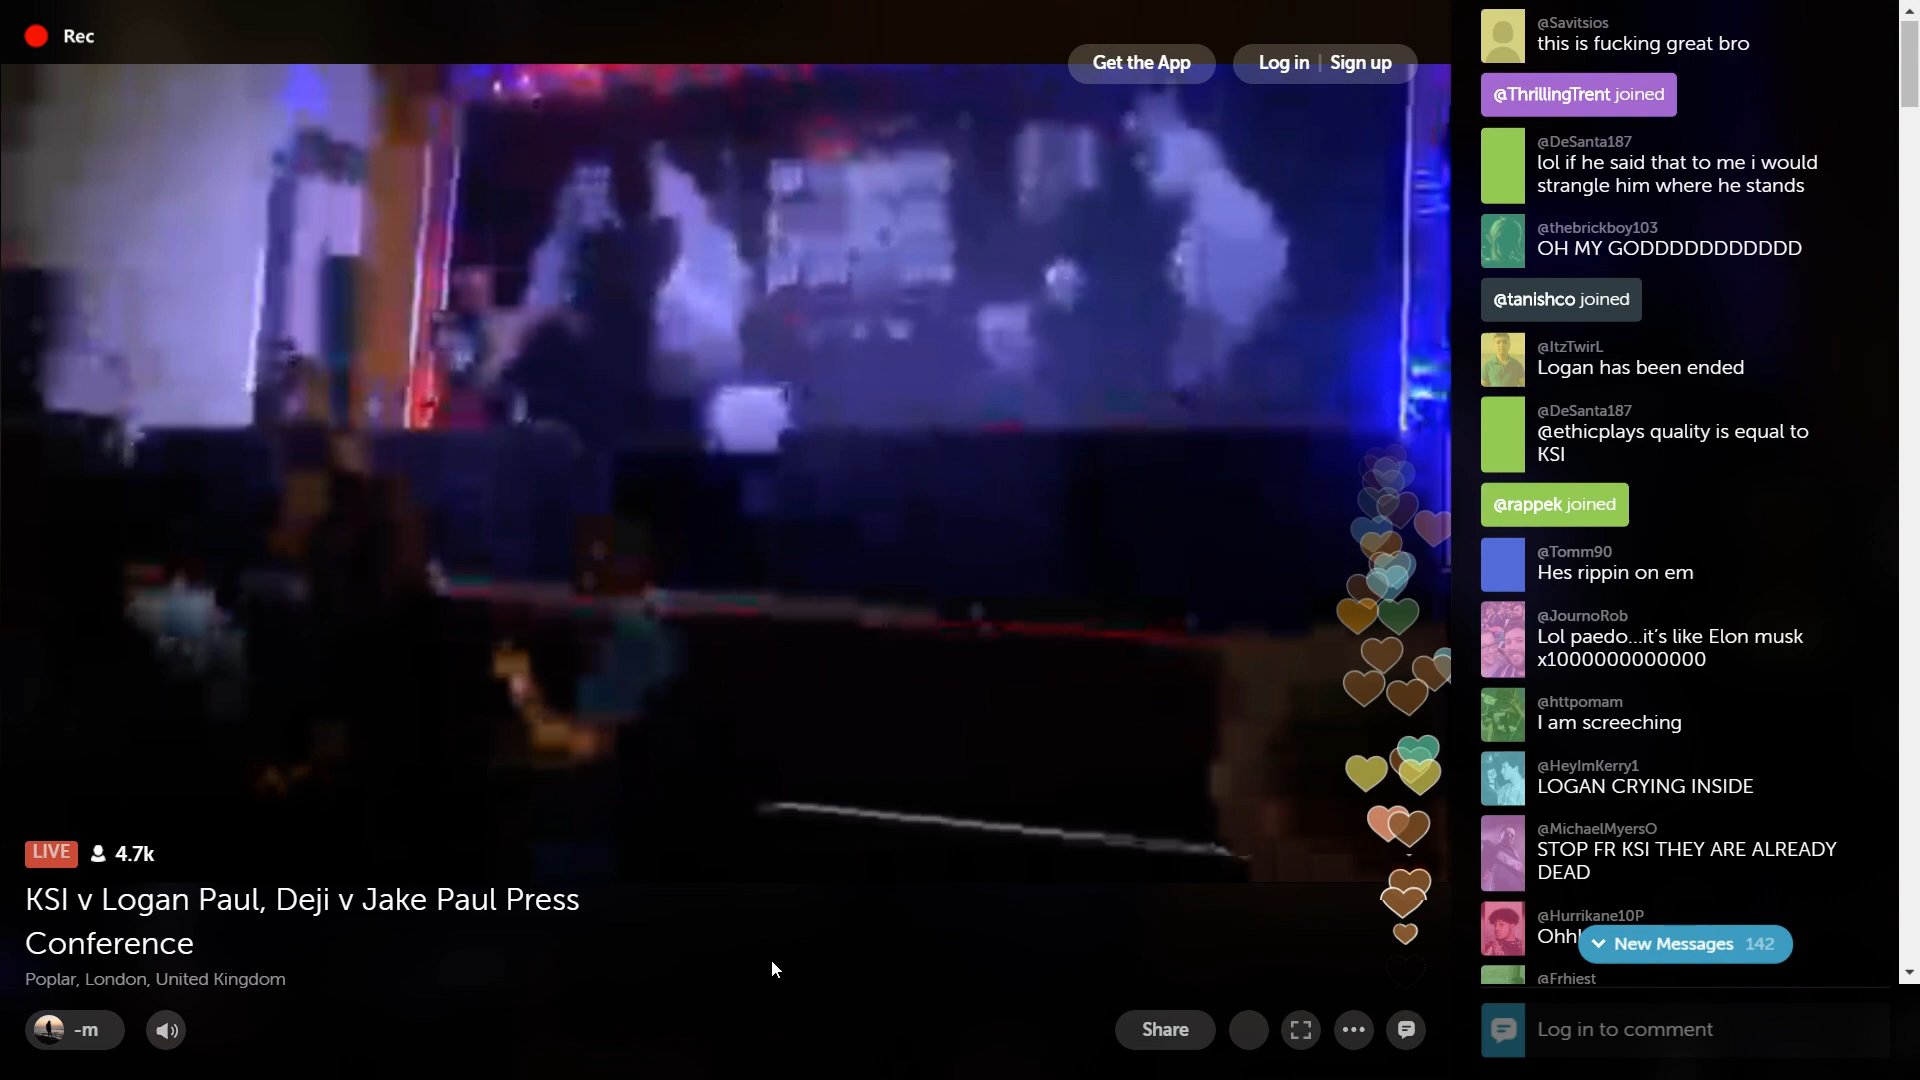 Rec
Get the App
Log in
Sign up
@Savitsios
this is fucking great bro
@ThrillingTrent joined
@DeSanta187
lol if he said that to me i would
strangle him where he stands
@thebrickboy103
OH MY GODDDDDDDDDDD
@tanishco joined
@ItzTwirL
Logan has been ended
@DeSanta187
@ethicplays quality is equal to
KSI
@rappek joined
@Tomm90
Hes rippin on em
@JournoRob
Lol paedo...it's like Elon musk
x1000000000000
@httpomam
I am screeching
@HeyImKerry1
LOGAN CRYING INSIDE
@MichaelMyersO
STOP FR KSI THEY ARE ALREADY
DEAD
@Hurrikane10P
New Messages 142
@Frhiest
Log in to comment
LIVE 4.7k
KSI v Logan Paul, Deji v Jake Paul Press
Conference
Poplar, London, United Kingdom
-m
Share